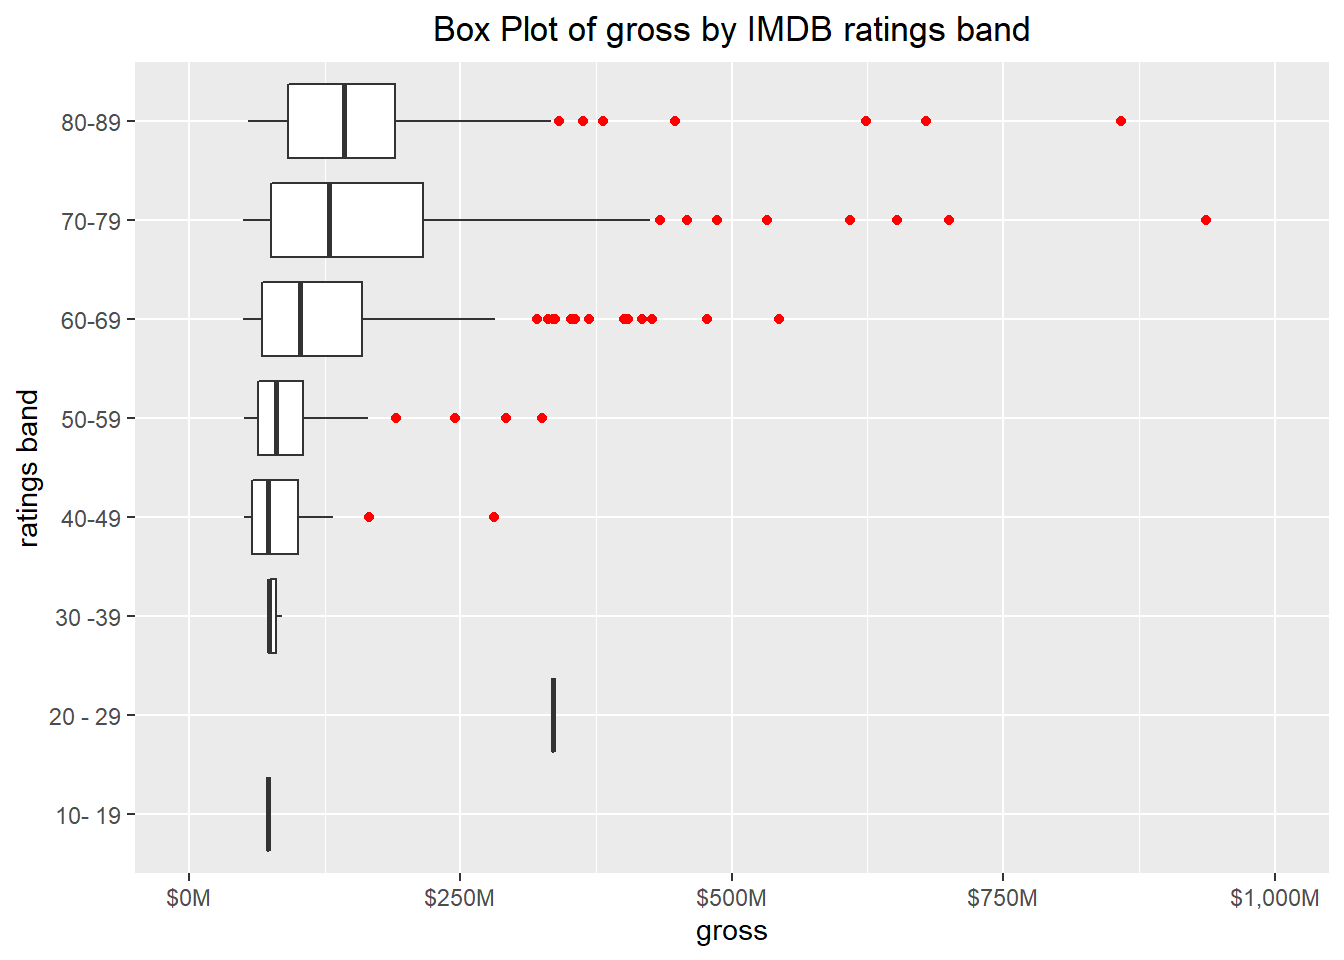 Box Plot of gross by IMDB ratings band
80-89
70-79
60-69
50-59
40-49
30 -39
20 - 29
10- 19
ratings band
$0M $250M $500M $750M $1,000M
gross